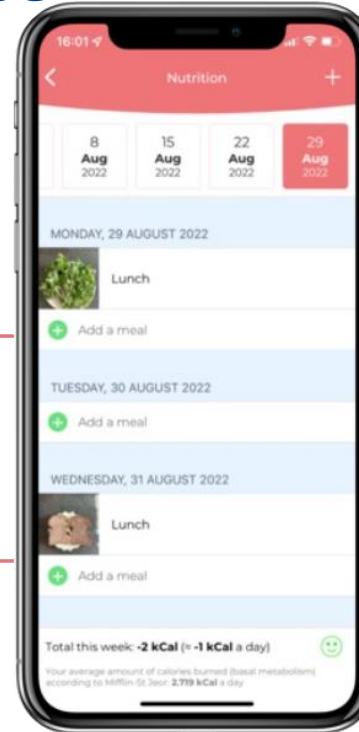 16:01
Nutrition
8 Aug 2022
15 Aug 2022
22 Aug 2022
29 Aug 2022
MONDAY, 29 AUGUST 2022
Lunch
Add a meal
TUESDAY, 30 AUGUST 2022
Add a meal
WEDNESDAY, 31 AUGUST 2022
Lunch
Add a meal
Total this week: -2 kCal (≈ -1 kCal a day)
Your average amount of calories burned (basal metabolism)
according to Mifflin-St Jeor: 2.719 kCal a day